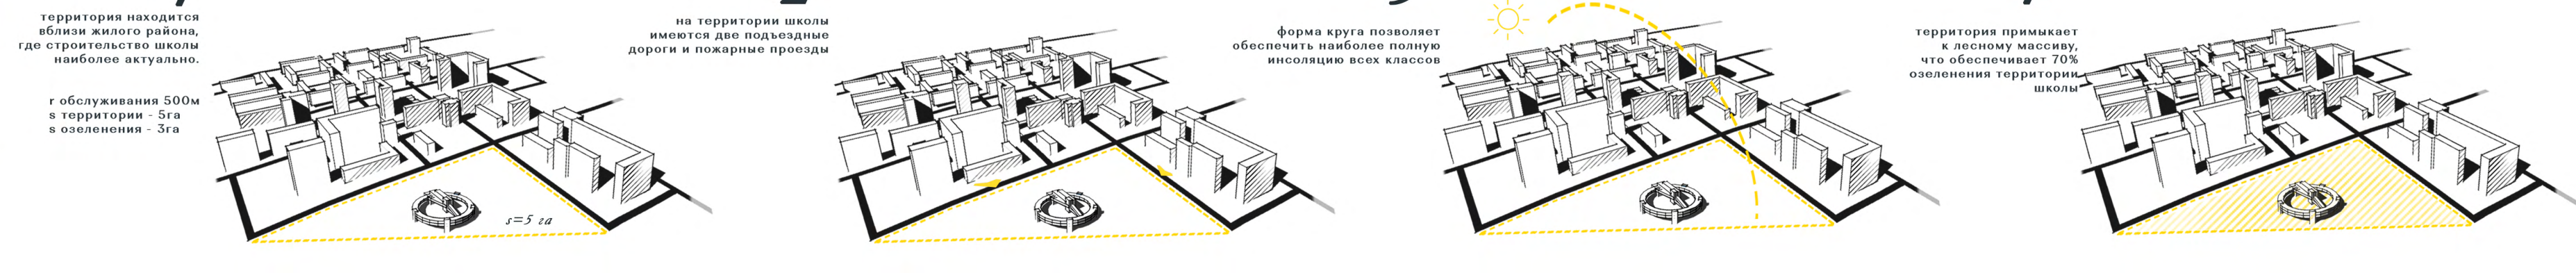 территория находится
вблизи жилого района,
где строительство школы
наиболее актуально.
r обслуживания 500м
s территории - 5га
s озеленения - 3га
s=5 га
на территории школы
имеются две подъездные
дороги и пожарные проезды
форма круга позволяет
обеспечить наиболее полную
инсоляцию всех классов
территория примыкает
к лесному массиву,
что обеспечивает 70%
озеленения территории
школы